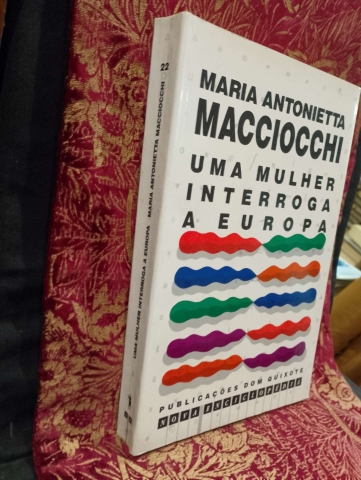 MARIA ANTONIETTA
MACCIOCCHI
UMA MULHER
INTERROGA
A EUROPA
PUBLICAÇÕES DOM QUIXOTE
NOVA ENCICLOPÉDIA
22
UMA MULHER INTERROGA A EUROPA MARIA ANTONIETTA MACCIOCCHI